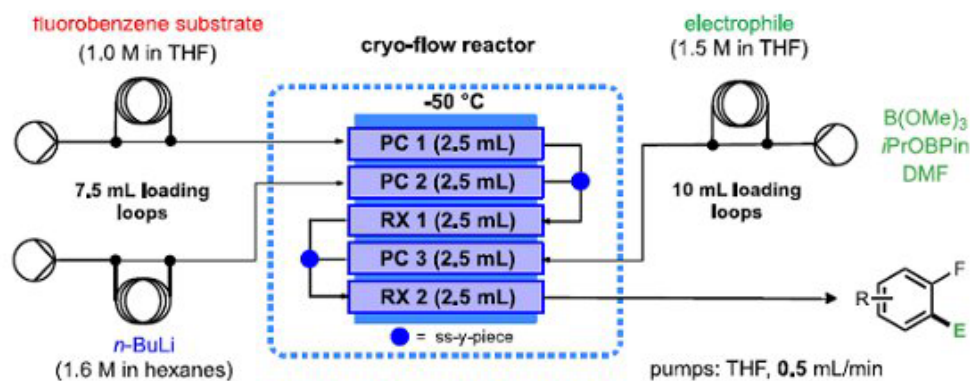 fluorobenzene substrate
(1.0 M in THF)
cryo-flow reactor
electrophile
(1.5 M in THF)
-50 °C
PC 1 (2.5 mL)
PC 2 (2.5 mL)
RX 1 (2.5 mL)
PC 3 (2.5 mL)
RX 2 (2.5 mL)
7.5 mL loading
loops
10 mL loading
loops
B(OMe)3
iPrOBPin
DMF
n-BuLi
(1.6 M in hexanes)
= ss-y-piece
R
F
E
pumps: THF, 0.5 mL/min